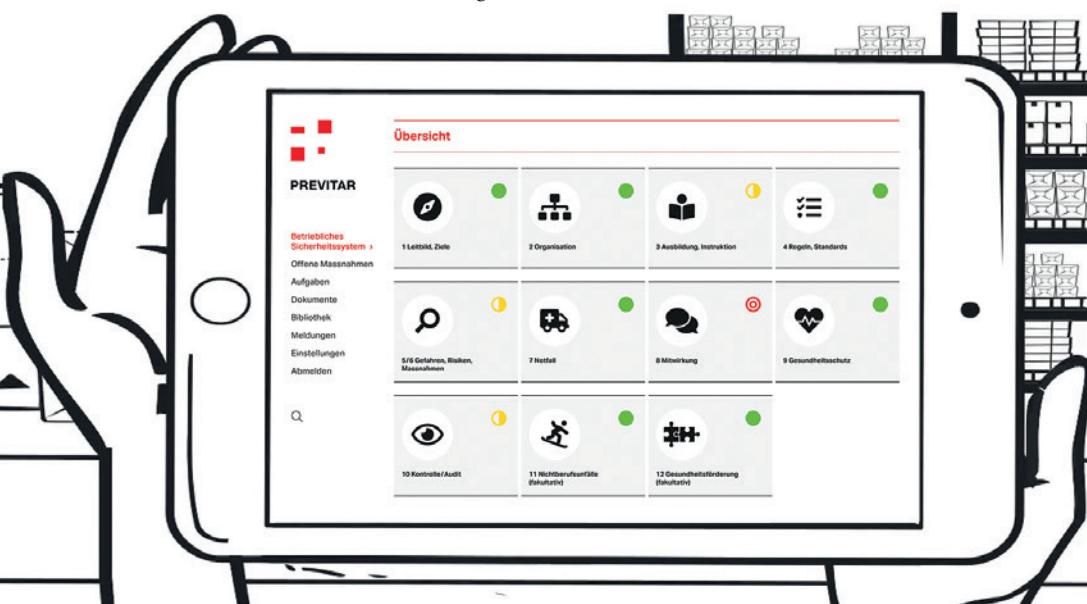 Übersicht
PREVITAR
Betriebliches
Sicherheitssystem ›
Offene Massnahmen
Aufgaben
Dokumente
Bibliothek
Meldungen
Einstellungen
Abmelden
1 Leitbild, Ziele
2 Organisation
3 Ausbildung, Instruktion
4 Regeln, Standards
5/6 Gefahren, Risiken,
Massnahmen
7 Notfall
8 Mitwirkung
9 Gesundheitsschutz
10 Kontrolle/Audit
11 Nichtberufsunfälle
(fakultativ)
12 Gesundheitsförderung
(fakultativ)